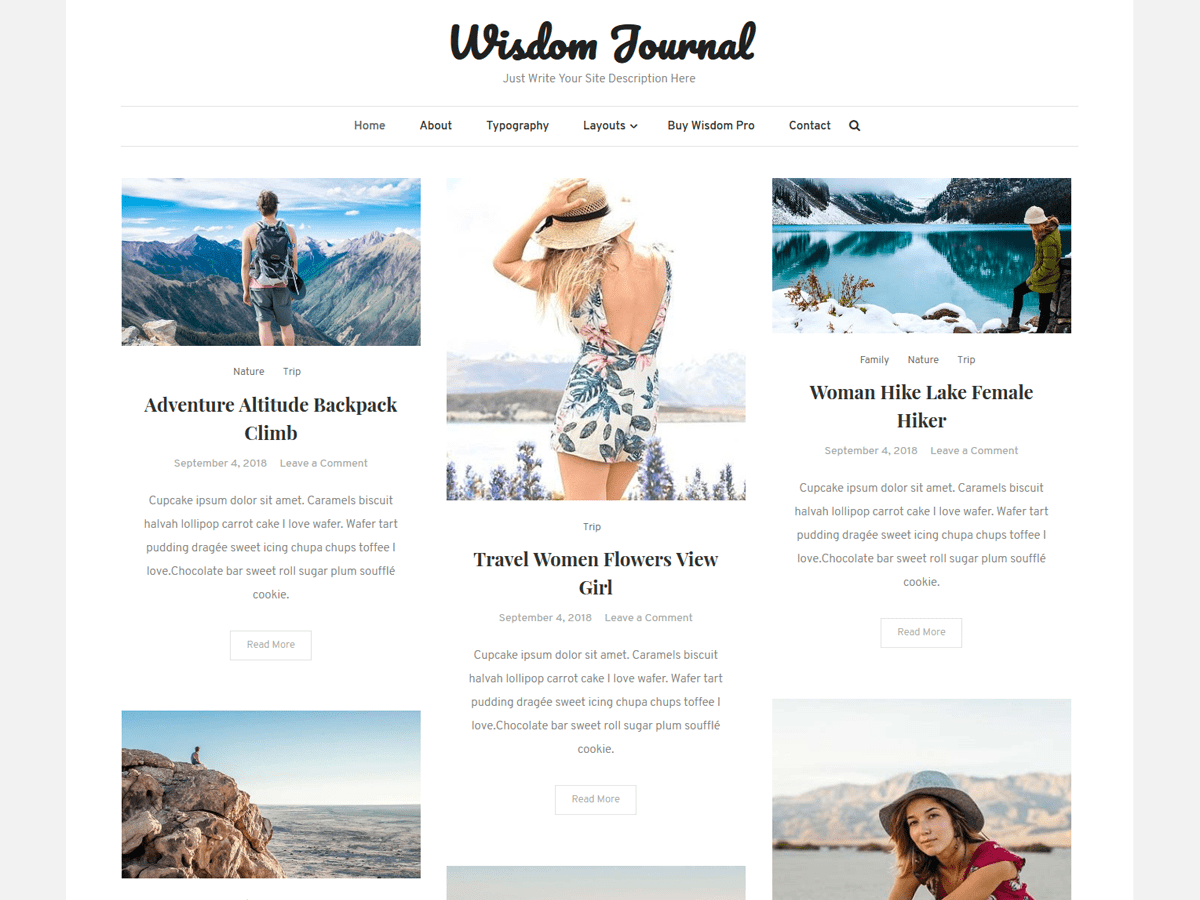 Wisdom Journal
Just Write Your Site Description Here
Home About Typography Layouts Buy Wisdom Pro Contact
Nature Trip
Adventure Altitude Backpack
Climb
September 4, 2018 Leave a Comment
Cupcake ipsum dolor sit amet. Caramels biscuit
halvah lollipop carrot cake I love wafer. Wafer tart
pudding dragée sweet icing chupa chups toffee I
love.Chocolate bar sweet roll sugar plum soufflé
cookie.
Read More
Trip
Travel Women Flowers View
Girl
September 4, 2018 Leave a Comment
Cupcake ipsum dolor sit amet. Caramels biscuit
halvah lollipop carrot cake I love wafer. Wafer tart
pudding dragée sweet icing chupa chups toffee I
love.Chocolate bar sweet roll sugar plum soufflé
cookie.
Read More
Family Nature Trip
Woman Hike Lake Female
Hiker
September 4, 2018 Leave a Comment
Cupcake ipsum dolor sit amet. Caramels biscuit
halvah lollipop carrot cake I love wafer. Wafer tart
pudding dragée sweet icing chupa chups toffee I
love.Chocolate bar sweet roll sugar plum soufflé
cookie.
Read More